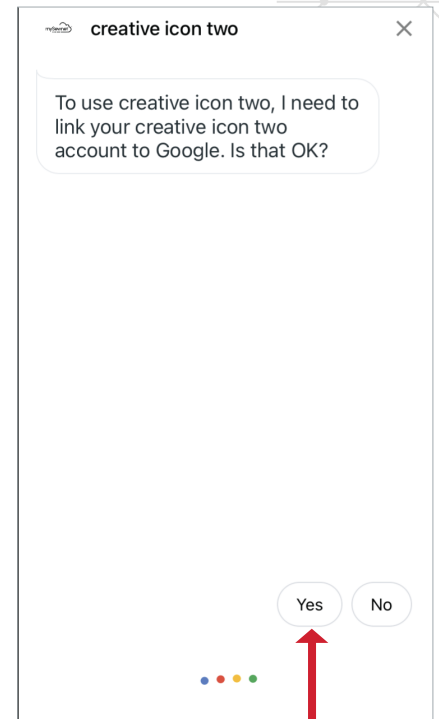 creative icon two
To use creative icon two, I need to
link your creative icon two
account to Google. Is that OK?
Yes
No